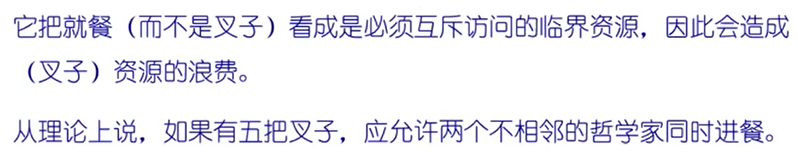 它把就餐（而不是叉子）看成是必须互斥访问的临界资源，因此会造成
（叉子）资源的浪费。
从理论上说，如果有五把叉子，应允许两个不相邻的哲学家同时进餐。